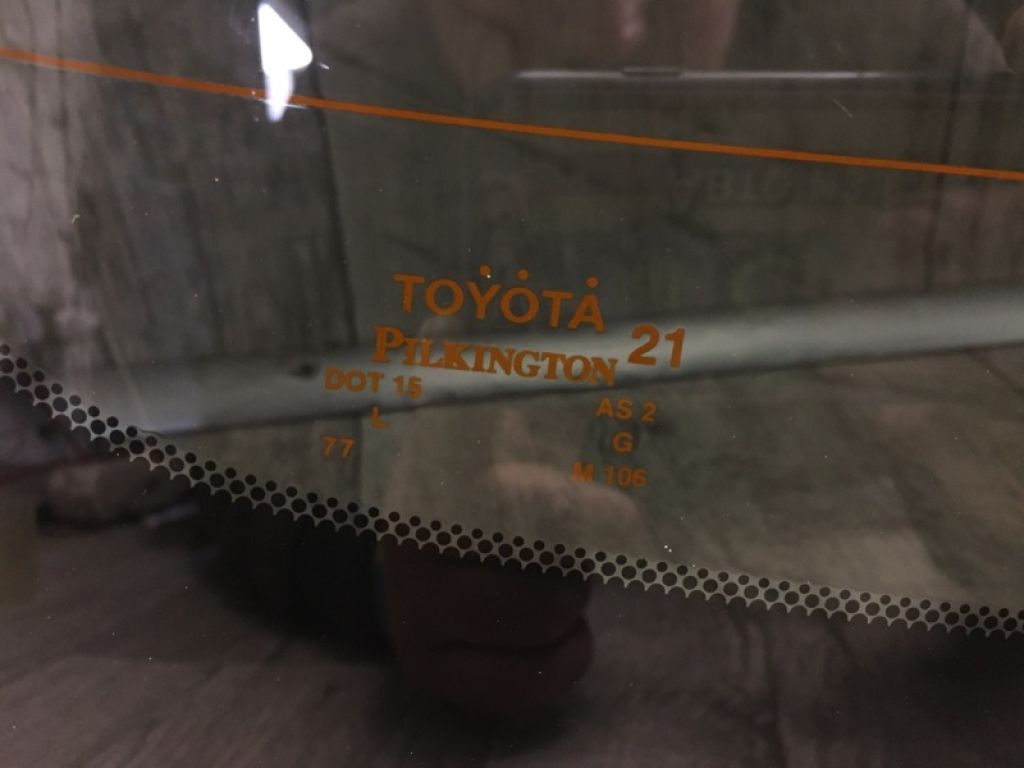 TOYOTA
PILKINGTON 21
DOT 15 AS 2
L G
77 M 106